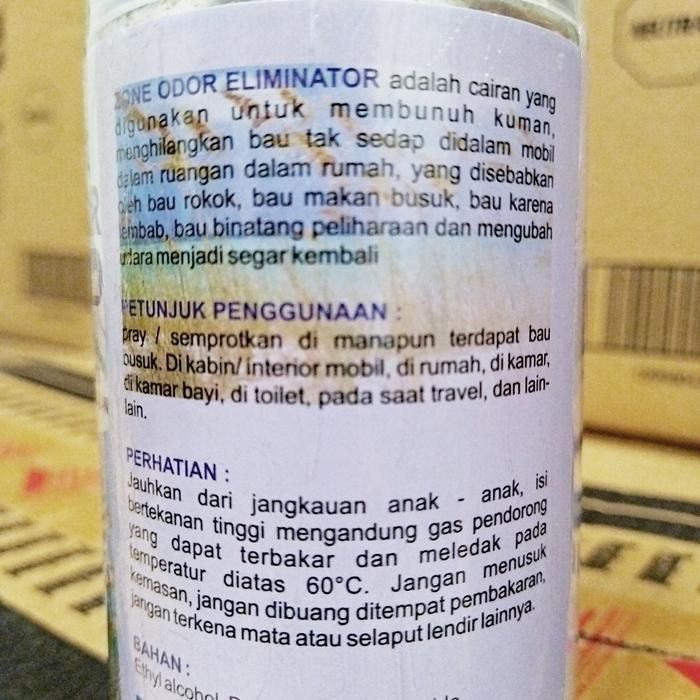 ONE ODOR ELIMINATOR adalah cairan yang
digunakan untuk membunuh kuman,
menghilangkan bau tak sedap didalam mobil
dalam ruangan dalam rumah, yang disebabkan
oleh bau rokok, bau makan busuk, bau karena
lembab, bau binatang peliharaan dan mengubah
udara menjadi segar kembali
PETUNJUK PENGGUNAAN :
spray / semprotkan di manapun terdapat bau
busuk. Di kabin/ interior mobil, di rumah, di kamar,
di kamar bayi, di toilet, pada saat travel, dan lain-
lain.
PERHATIAN :
Jauhkan dari jangkauan anak - anak, isi
bertekanan tinggi mengandung gas pendorong
yang dapat terbakar dan meledak pada
temperatur diatas 60°C. Jangan menusuk
kemasan, jangan dibuang ditempat pembakaran,
jangan terkena mata atau selaput lendir lainnya.
BAHAN :
Ethyl alcohol